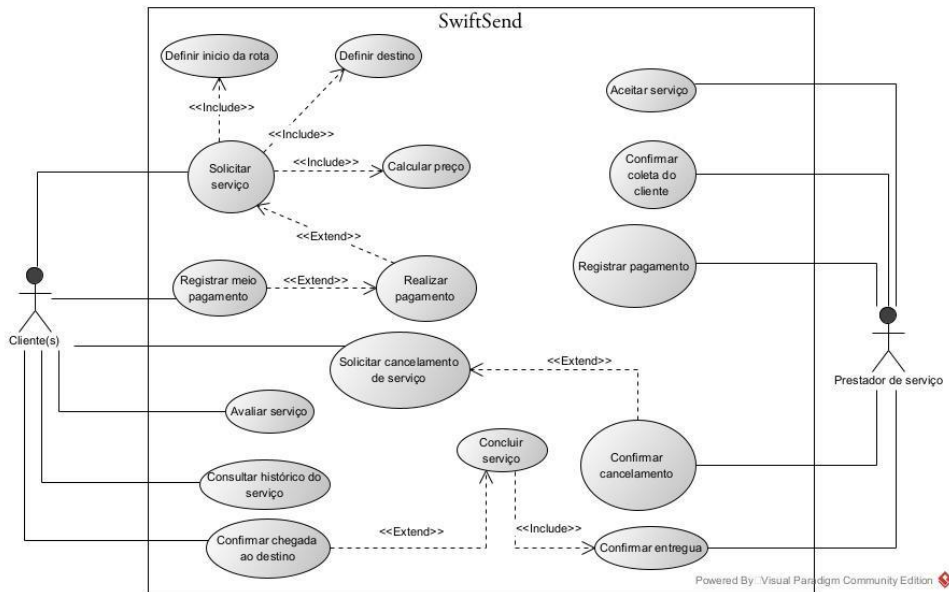 SwiftSend
Definir inicio da rota
Definir destino
<<Include>>
<<Include>>
Aceitar serviço
Solicitar
serviço
<<Include>>
Calcular preço
Confirmar
coleta do
cliente
<<Extend>>
Registrar meio
pagamento
<<Extend>>
Realizar
pagamento
Registrar pagamento
Cliente(s)
Solicitar cancelamento
de serviço
<<Extend>>
Prestador de serviço
Avaliar serviço
Concluir
serviço
Confirmar
cancelamento
Consultar histórico do
serviço
Confirmar chegada
ao destino
<<Extend>>
<<Include>>
Confirmar entregua
Powered By Visual Paradigm Community Edition